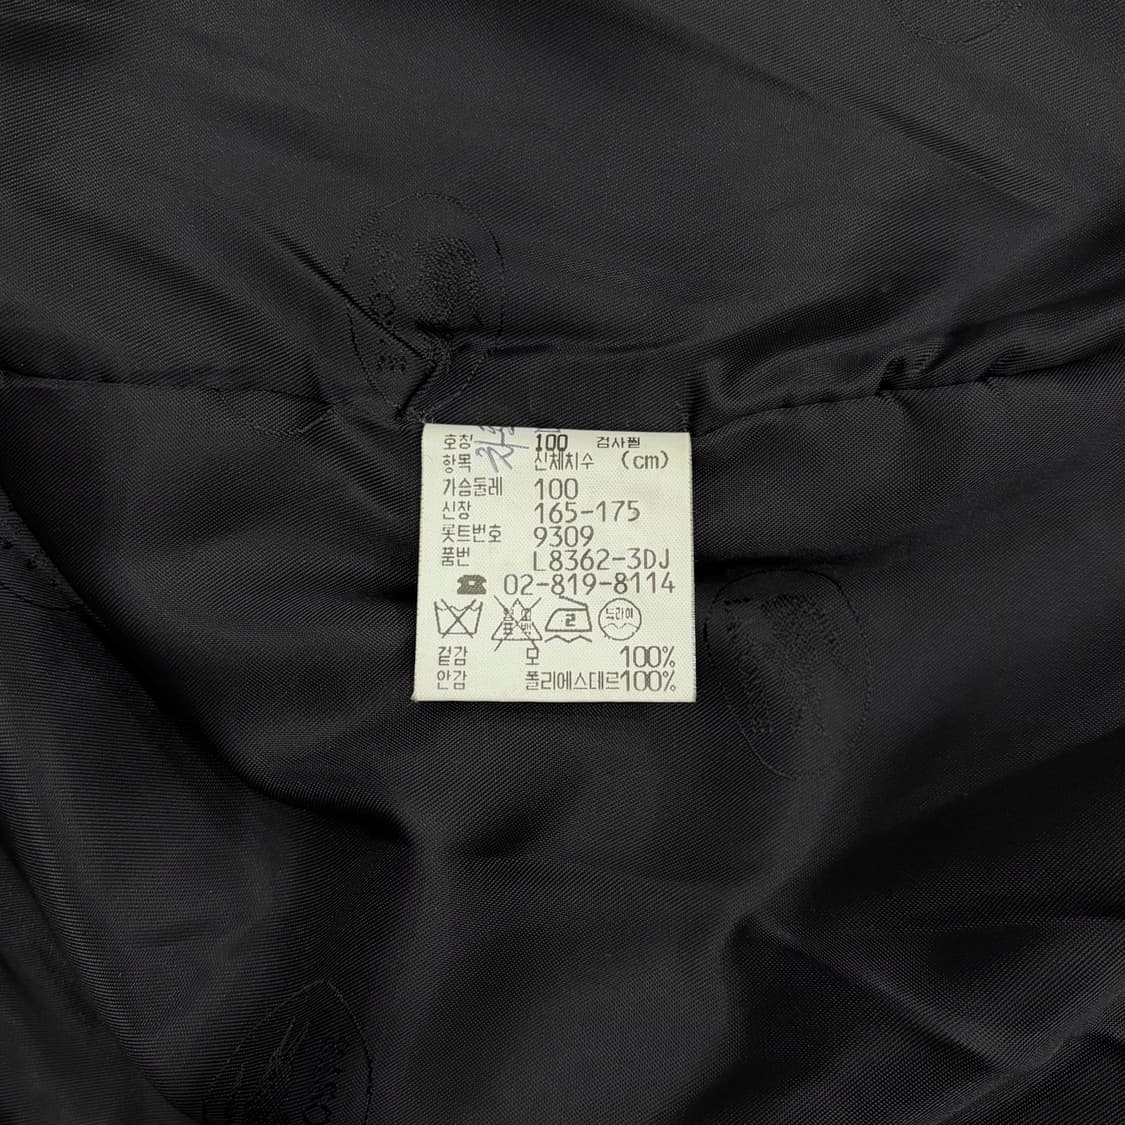 호칭 100 검사필
항목 신체치수 (cm)
가슴둘레 100
신장 165-175
롯트번호 9309
품번 L8362-3DJ
☎ 02-819-8114
드라이
겉감 모 100%
안감 폴리에스테르100%